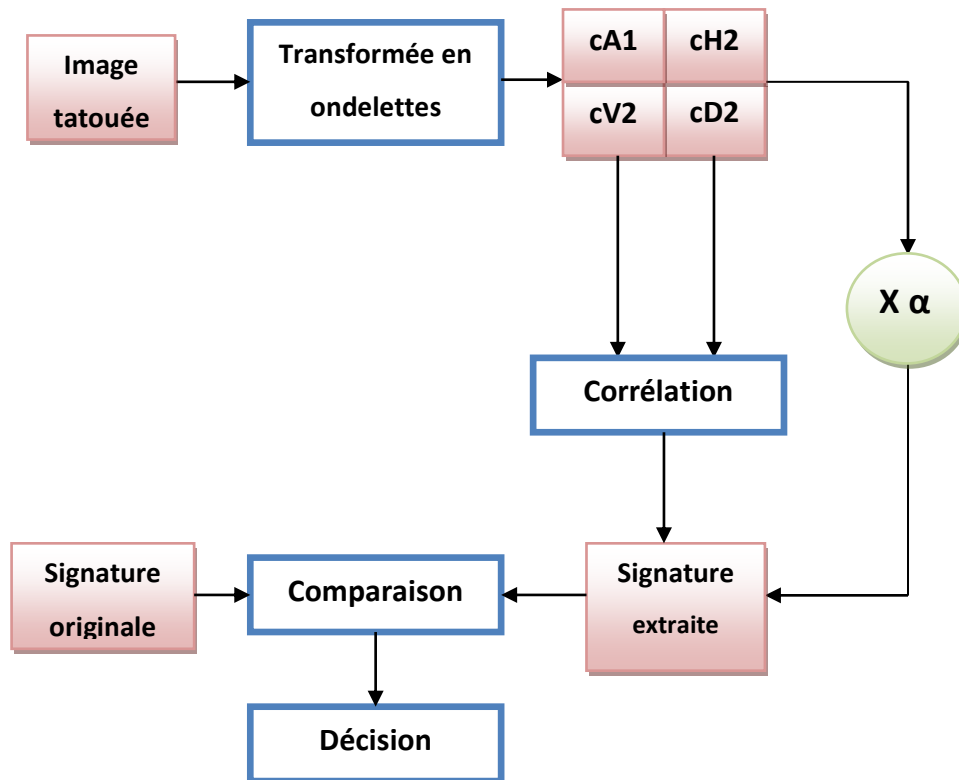 Image
tatouée
Transformée en
ondelettes
cA1
cH2
cV2
cD2
X α
Corrélation
Signature
originale
Comparaison
Signature
extraite
Décision